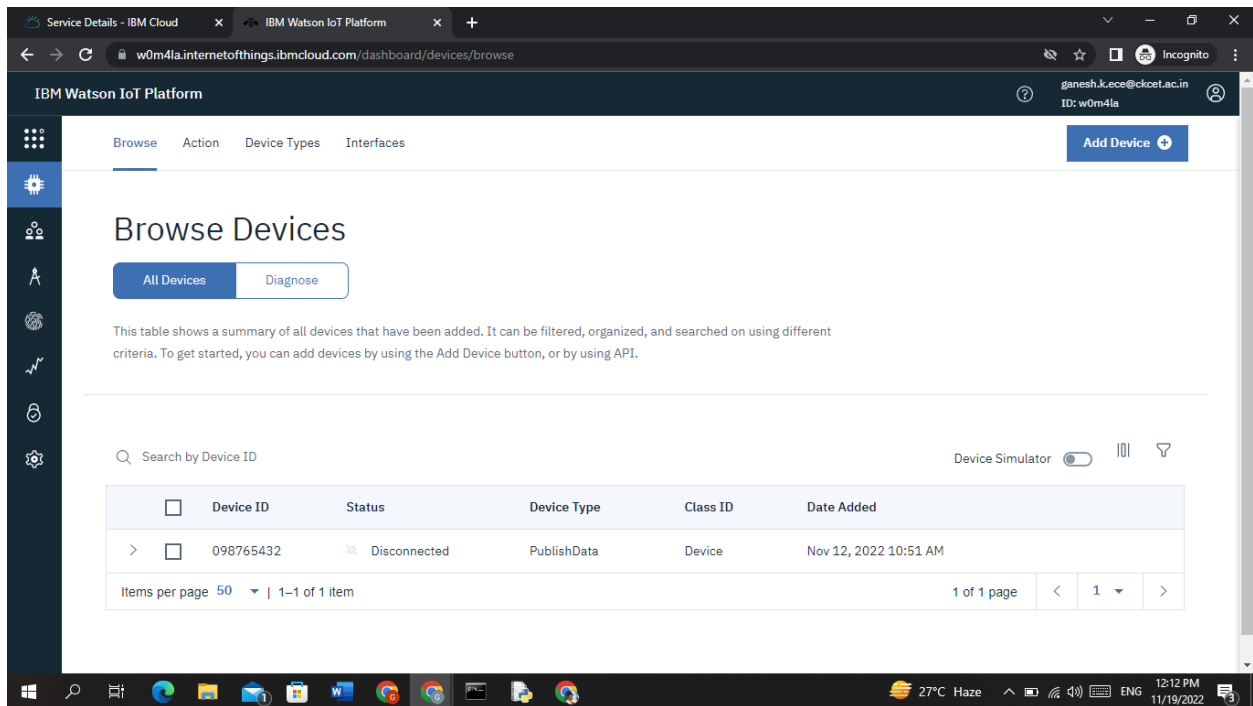 Service Details - IBM Cloud
IBM Watson IoT Platform
w0m4la.internetofthings.ibmcloud.com/dashboard/devices/browse
Incognito
IBM Watson IoT Platform
ganesh.k.ece@ckcet.ac.in
ID: w0m4la
Browse Action Device Types Interfaces
Add Device
Browse Devices
All Devices Diagnose
This table shows a summary of all devices that have been added. It can be filtered, organized, and searched on using different
criteria. To get started, you can add devices by using the Add Device button, or by using API.
Search by Device ID
Device Simulator
Device ID Status Device Type Class ID Date Added
098765432 Disconnected PublishData Device Nov 12, 2022 10:51 AM
Items per page 50 | 1–1 of 1 item
1 of 1 page 1
27°C Haze
ENG
12:12 PM
11/19/2022